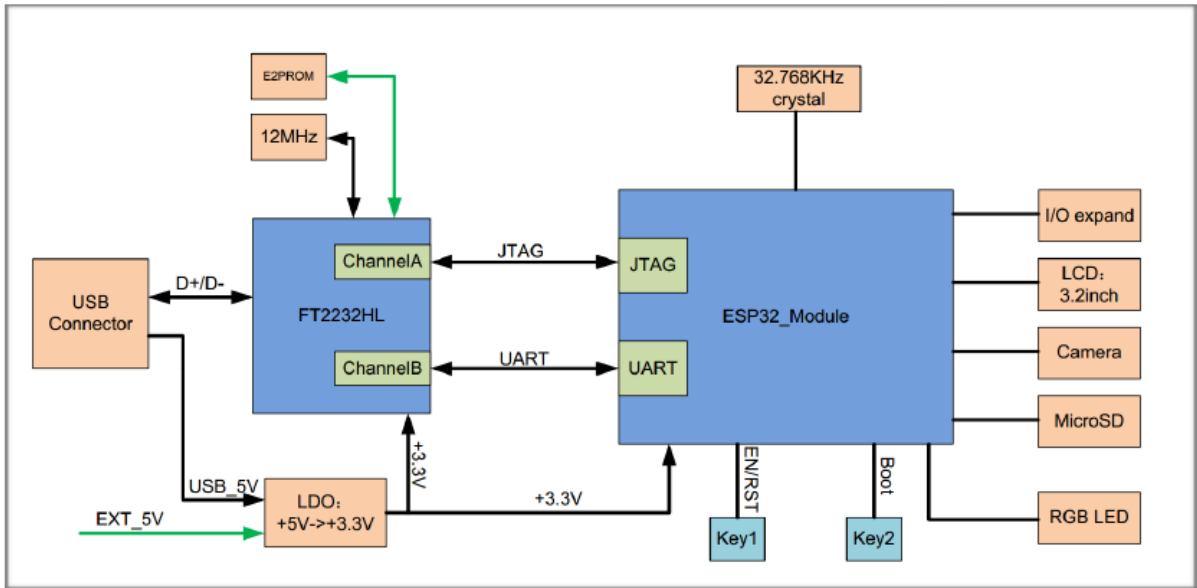 E2PROM
12MHz
32.768KHz
crystal
I/O expand
LCD：
3.2inch
Camera
MicroSD
RGB LED
USB
Connector
D+/D-
FT2232HL
ChannelA
ChannelB
JTAG
UART
JTAG
UART
ESP32_Module
+3.3V
USB_5V
EXT_5V
LDO：
+5V->+3.3V
+3.3V
EN/RST
Boot
Key1
Key2